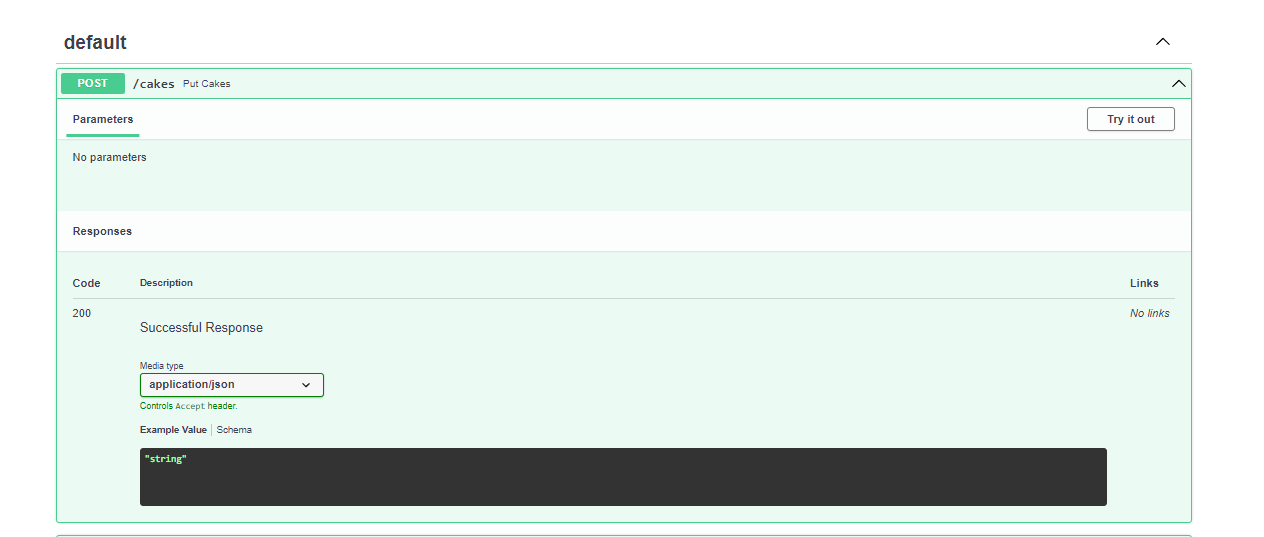 default
POST /cakes Put Cakes
Parameters
Try it out
No parameters
Responses
Code Description Links
200 No links
Successful Response
Media type
application/json
Controls Accept header.
Example Value Schema
"string"